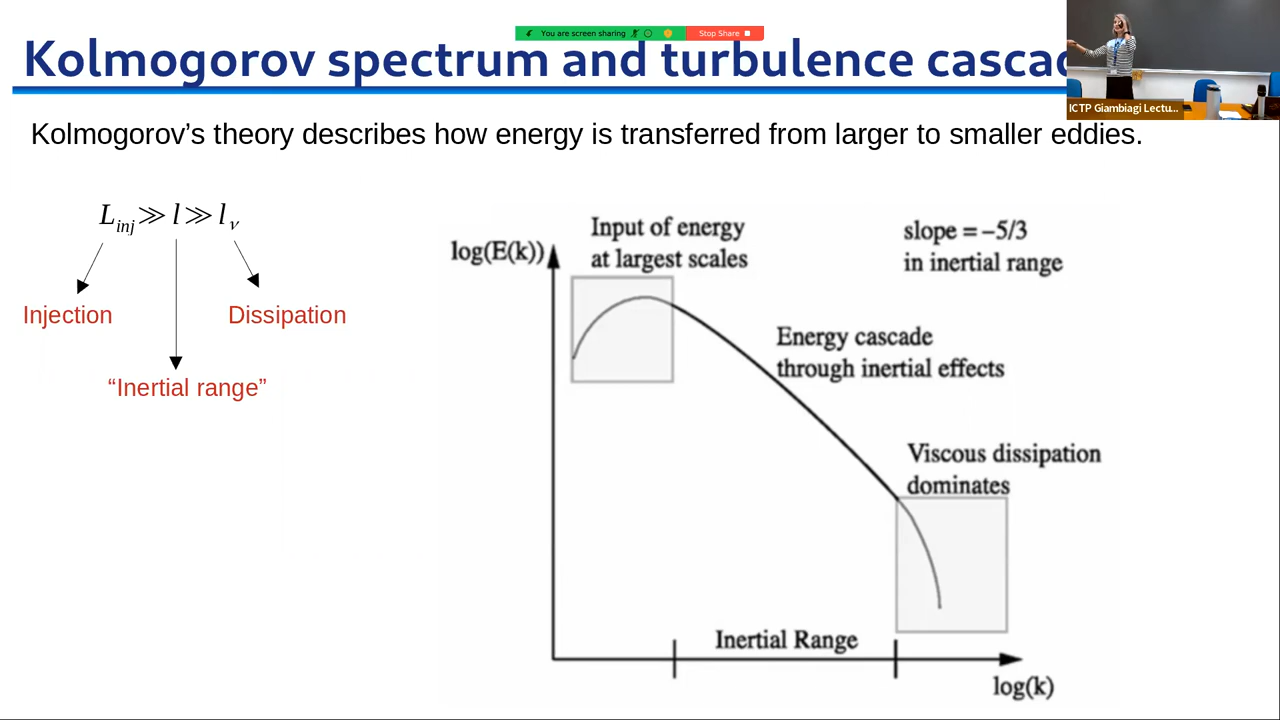 You are screen sharing
Stop Share
Kolmogorov spectrum and turbulence cascad
ICTP Giambiagi Lectu...
Kolmogorov’s theory describes how energy is transferred from larger to smaller eddies.
L_inj ≫ l ≫ l_ν
Injection
Dissipation
“Inertial range”
log(E(k))
Input of energy
at largest scales
slope = –5/3
in inertial range
Energy cascade
through inertial effects
Viscous dissipation
dominates
Inertial Range
log(k)